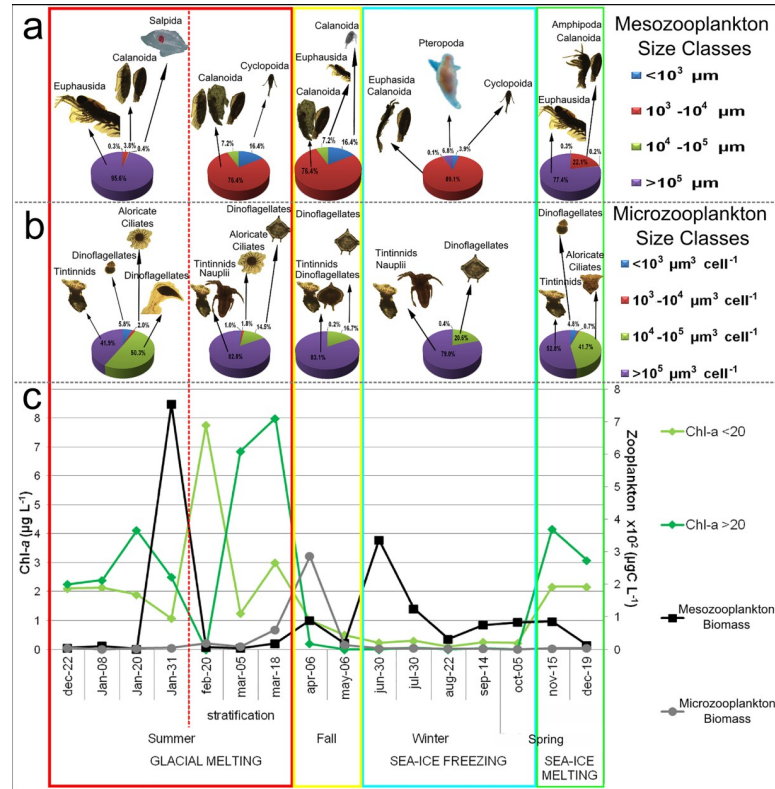 a
Salpida
Calanoida
Euphausida
0.3%
3.8%
0.4%
95.6%
Calanoida
Cyclopoida
7.2%
16.4%
76.4%
Calanoida
Euphausida
Calanoida
7.2%
16.4%
76.4%
Pteropoda
Euphasida
Calanoida
Cyclopoida
0.1%
6.8%
3.9%
89.1%
Amphipoda
Calanoida
Euphausida
0.3%
0.2%
22.1%
77.4%
Mesozooplankton
Size Classes
<10³ µm
10³ -10⁴ µm
10⁴ -10⁵ µm
>10⁵ µm
b
Aloricate
Ciliates
Dinoflagellates
Tintinnids
Dinoflagellates
5.8%
2.0%
41.9%
50.3%
Dinoflagellates
Aloricate
Ciliates
Tintinnids
Nauplii
1.0%
1.8%
14.5%
82.6%
Dinoflagellates
Tintinnids
Dinoflagellates
0.2%
16.7%
83.1%
Tintinnids
Nauplii
Dinoflagellates
0.4%
20.6%
79.0%
Dinoflagellates
Aloricate
Ciliates
Tintinnids
4.8%
0.7%
52.8%
41.7%
Microzooplankton
Size Classes
<10³ µm³ cell⁻¹
10³ -10⁴ µm³ cell⁻¹
10⁴ -10⁵ µm³ cell⁻¹
>10⁵ µm³ cell⁻¹
c
Chl-a (µg L⁻¹)
8
7
6
5
4
3
2
1
0
Zooplankton x10² (µgC L⁻¹)
8
7
6
5
4
3
2
1
0
Chl-a <20
Chl-a >20
Mesozooplankton
Biomass
Microzooplankton
Biomass
dec-22
Jan-08
Jan-20
Jan-31
feb-20
mar-05
mar-18
apr-06
may-06
jun-30
jul-30
aug-22
sep-14
oct-05
nov-15
dec-19
stratification
Summer
Fall
Winter
Spring
GLACIAL MELTING
SEA-ICE FREEZING
SEA-ICE
MELTING